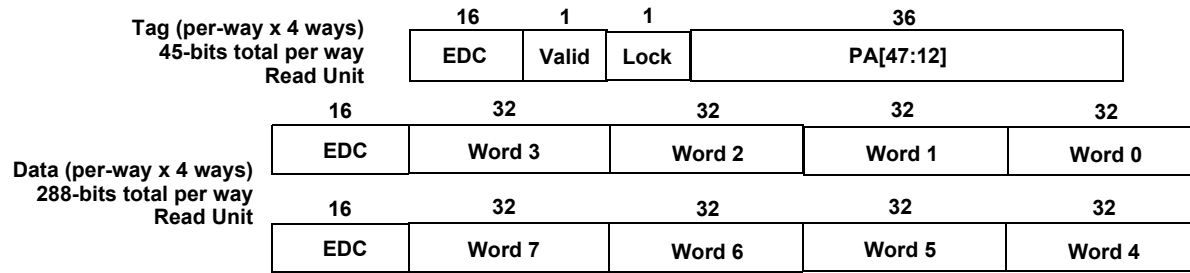 Tag (per-way x 4 ways)
45-bits total per way
Read Unit
16 1 1 36
EDC Valid Lock PA[47:12]
Data (per-way x 4 ways)
288-bits total per way
Read Unit
16 32 32 32 32
EDC Word 3 Word 2 Word 1 Word 0
16 32 32 32 32
EDC Word 7 Word 6 Word 5 Word 4